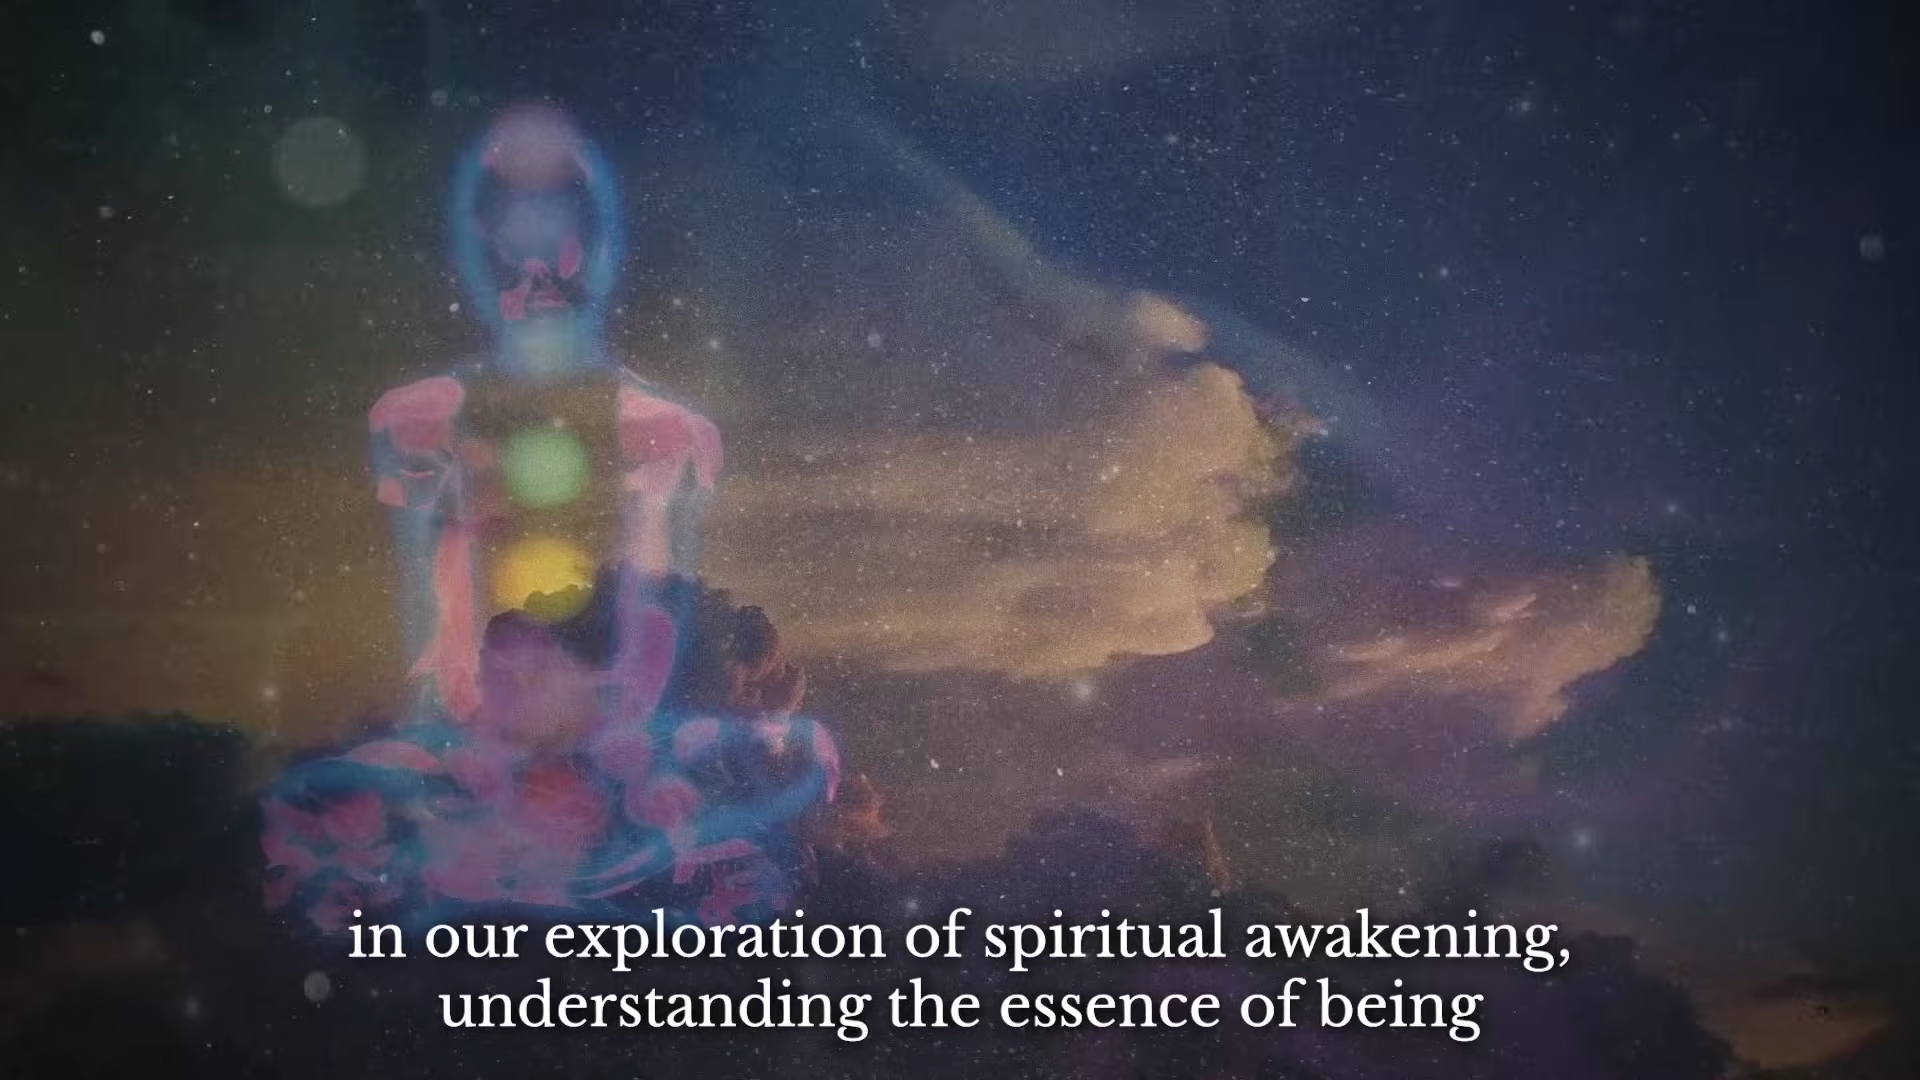 in our exploration of spiritual awakening,
understanding the essence of being